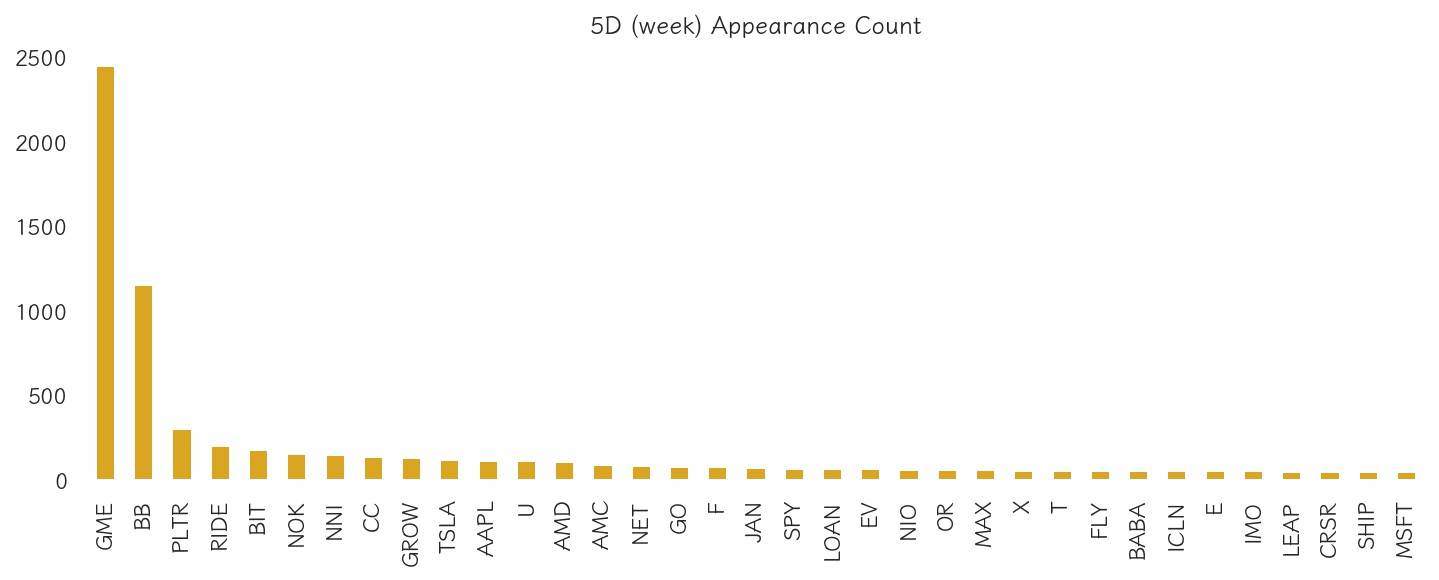 5D (week) Appearance Count
2500
2000
1500
1000
500
0
GME
BB
PLTR
RIDE
BIT
NOK
NNI
CC
GROW
TSLA
AAPL
U
AMD
AMC
NET
GO
F
JAN
SPY
LOAN
EV
NIO
OR
MAX
X
T
FLY
BABA
ICLN
E
IMO
LEAP
CRSR
SHIP
MSFT